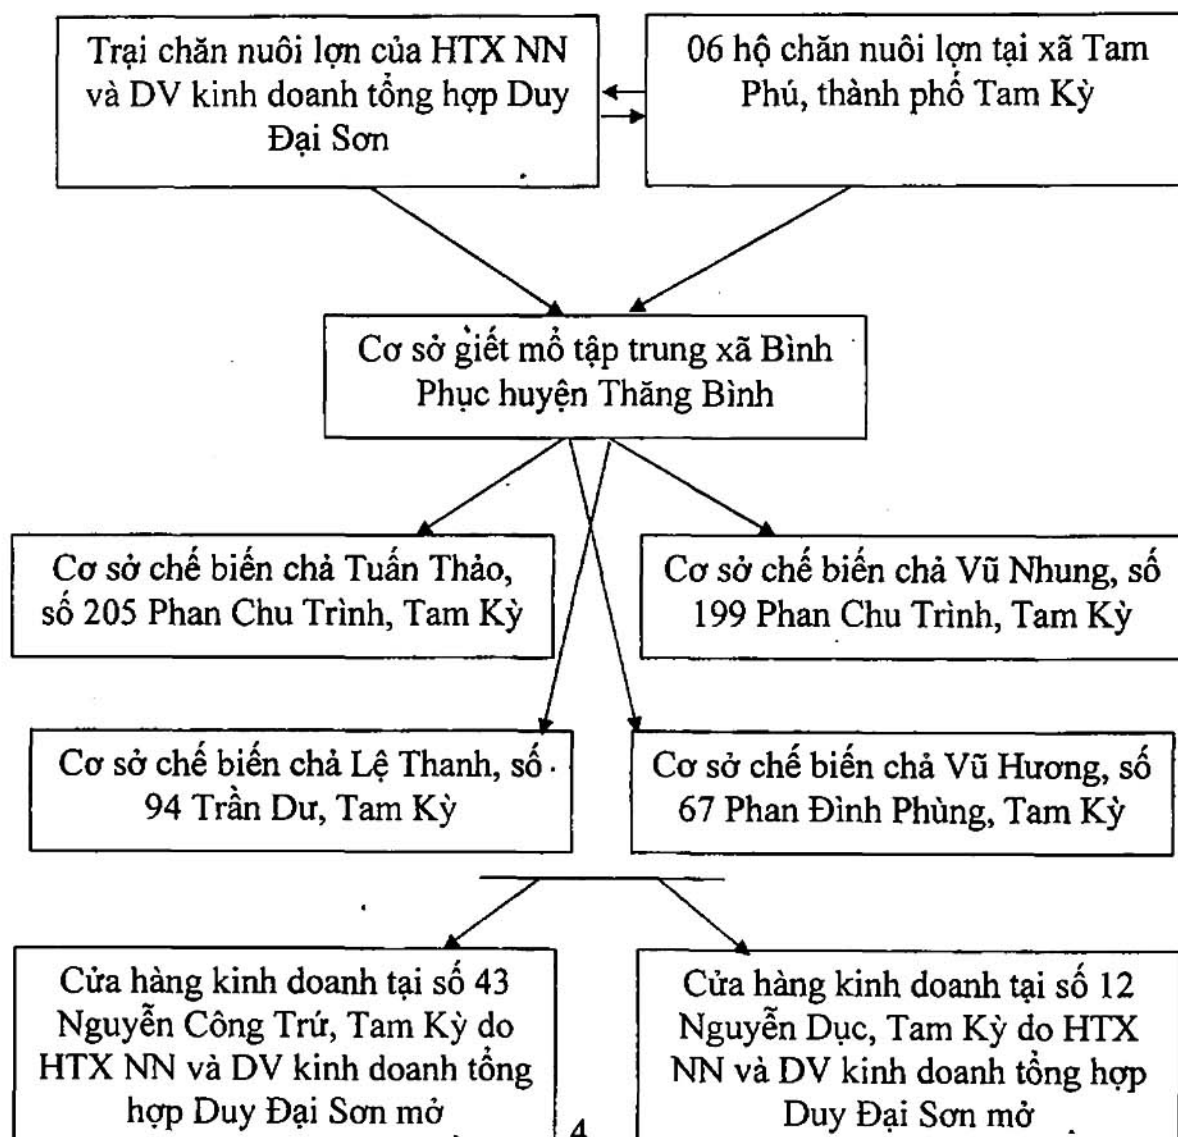 Trại chăn nuôi lợn của HTX NN
và DV kinh doanh tổng hợp Duy
Đại Sơn
06 hộ chăn nuôi lợn tại xã Tam
Phú, thành phố Tam Kỳ
Cơ sở giết mổ tập trung xã Bình
Phục huyện Thăng Bình
Cơ sở chế biến chả Tuấn Thảo,
số 205 Phan Chu Trình, Tam Kỳ
Cơ sở chế biến chả Vũ Nhung, số
199 Phan Chu Trình, Tam Kỳ
Cơ sở chế biến chả Lệ Thanh, số
94 Trần Dư, Tam Kỳ
Cơ sở chế biến chả Vũ Hương, số
67 Phan Đình Phùng, Tam Kỳ
Cửa hàng kinh doanh tại số 43
Nguyễn Công Trứ, Tam Kỳ do
HTX NN và DV kinh doanh tổng
hợp Duy Đại Sơn mở
Cửa hàng kinh doanh tại số 12
Nguyễn Dục, Tam Kỳ do HTX
NN và DV kinh doanh tổng hợp
Duy Đại Sơn mở
4